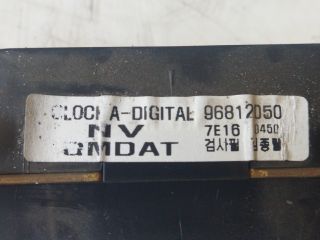 CLOCK A-DIGITAL 96812050
NV 7E16 0450
GMDAT 검사필